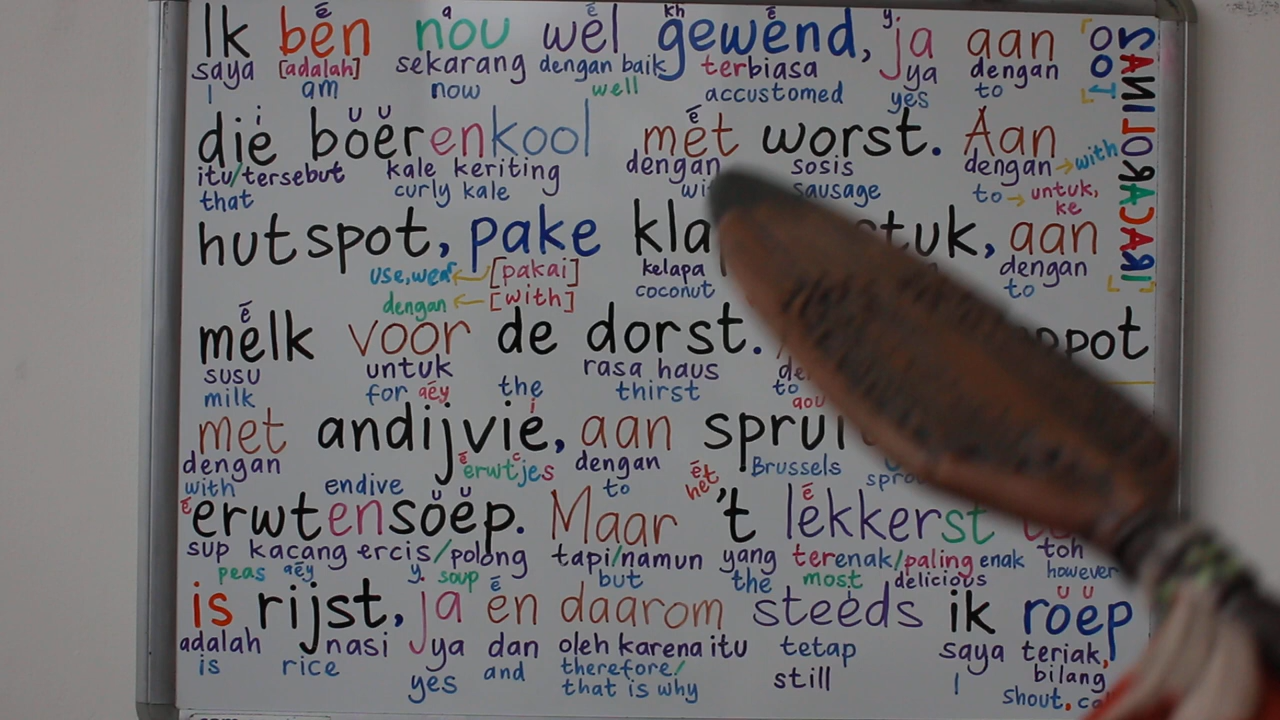 Ik ben nou wel gewend, ja aan
saya [adalah] sekarang dengan baik terbiasa ya dengan
I am now well accustomed yes to
die boerenkool met worst. Aan
itu/tersebut kale keriting dengan sosis dengan → with
that curly kale sausage to → untuk, ke
hutspot, pake stuk, aan
use, wear ← [pakai] kelapa dengan
dengan ← [with] coconut to
melk voor de dorst.
susu untuk rasa haus
milk for aéy the thirst to
met andijvie, aan
dengan erwtjes dengan Brussels
with endive to
erwtensoep. Maar 't lekkerst
sup kacang ercis/polong tapi/namun yang terenak/paling enak toh
peas aéy y. soup but the most delicious however
is rijst, ja en daarom steeds ik roep
adalah nasi ya dan oleh karena itu tetap saya teriak, bilang
is rice yes and therefore/ that is why still I shout,